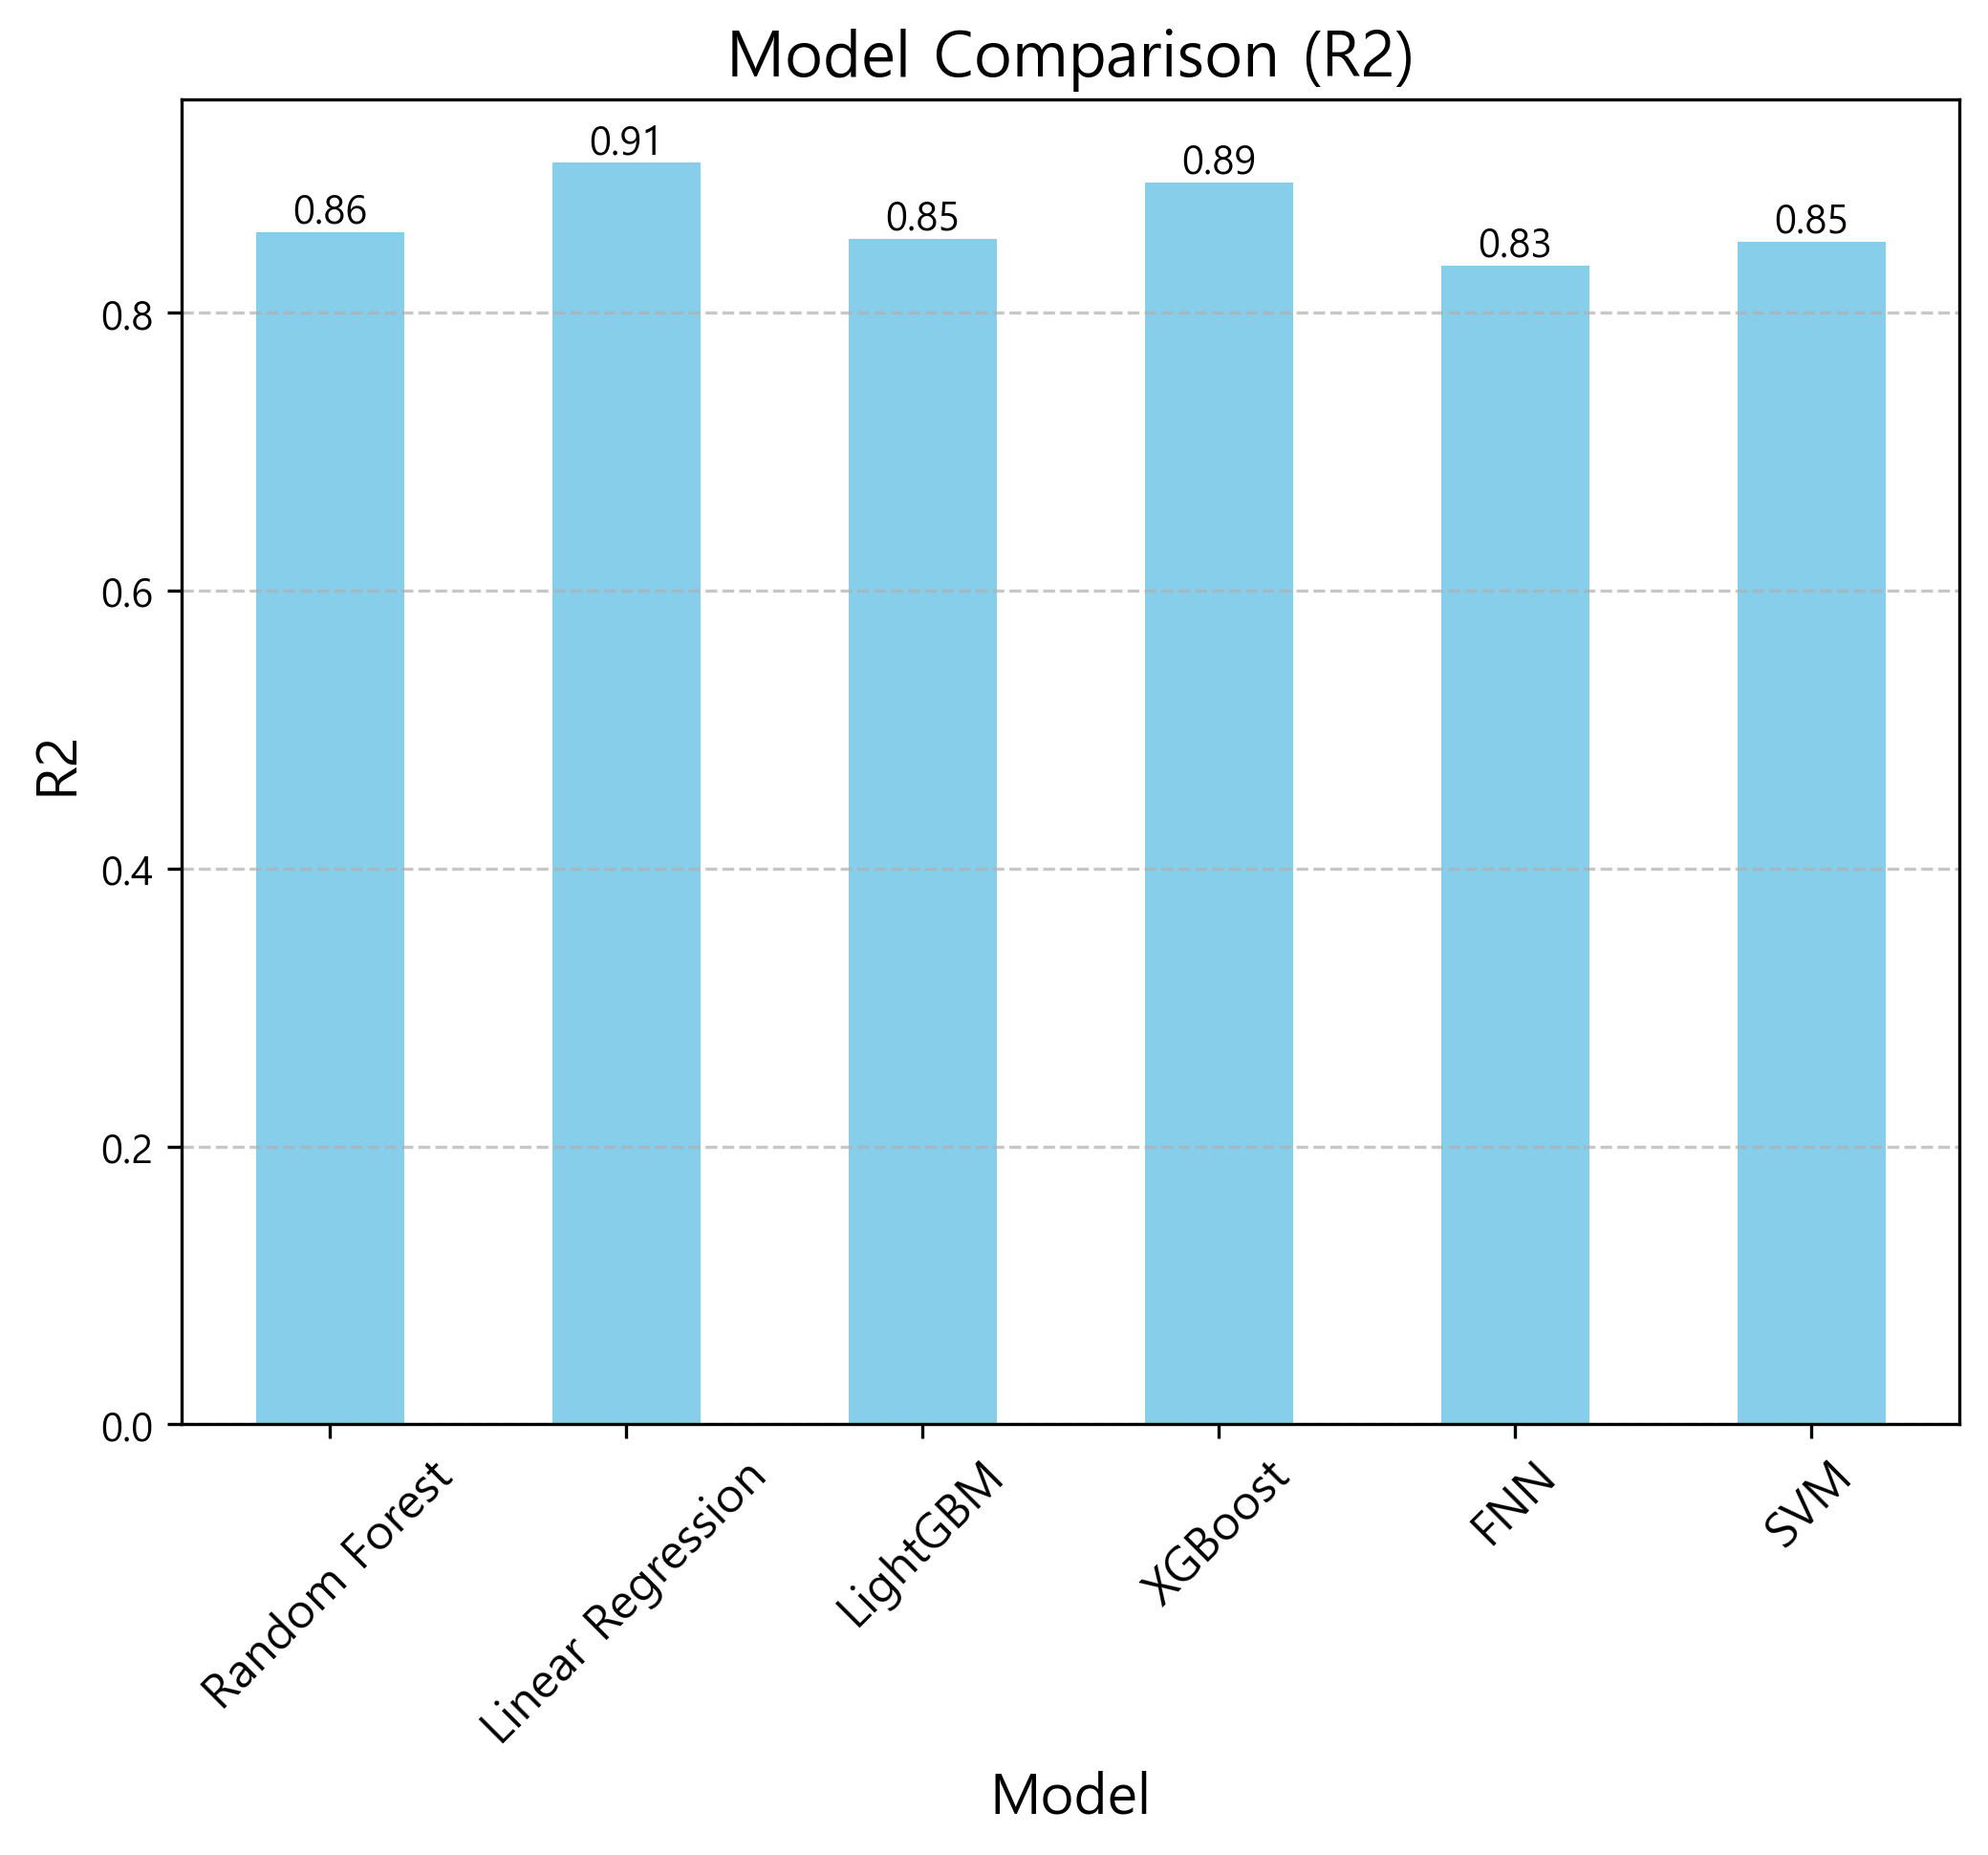 Model Comparison (R2)
0.86
0.91
0.85
0.89
0.83
0.85
0.8
0.6
0.4
0.2
0.0
R2
Random Forest
Linear Regression
LightGBM
XGBoost
FNN
SVM
Model